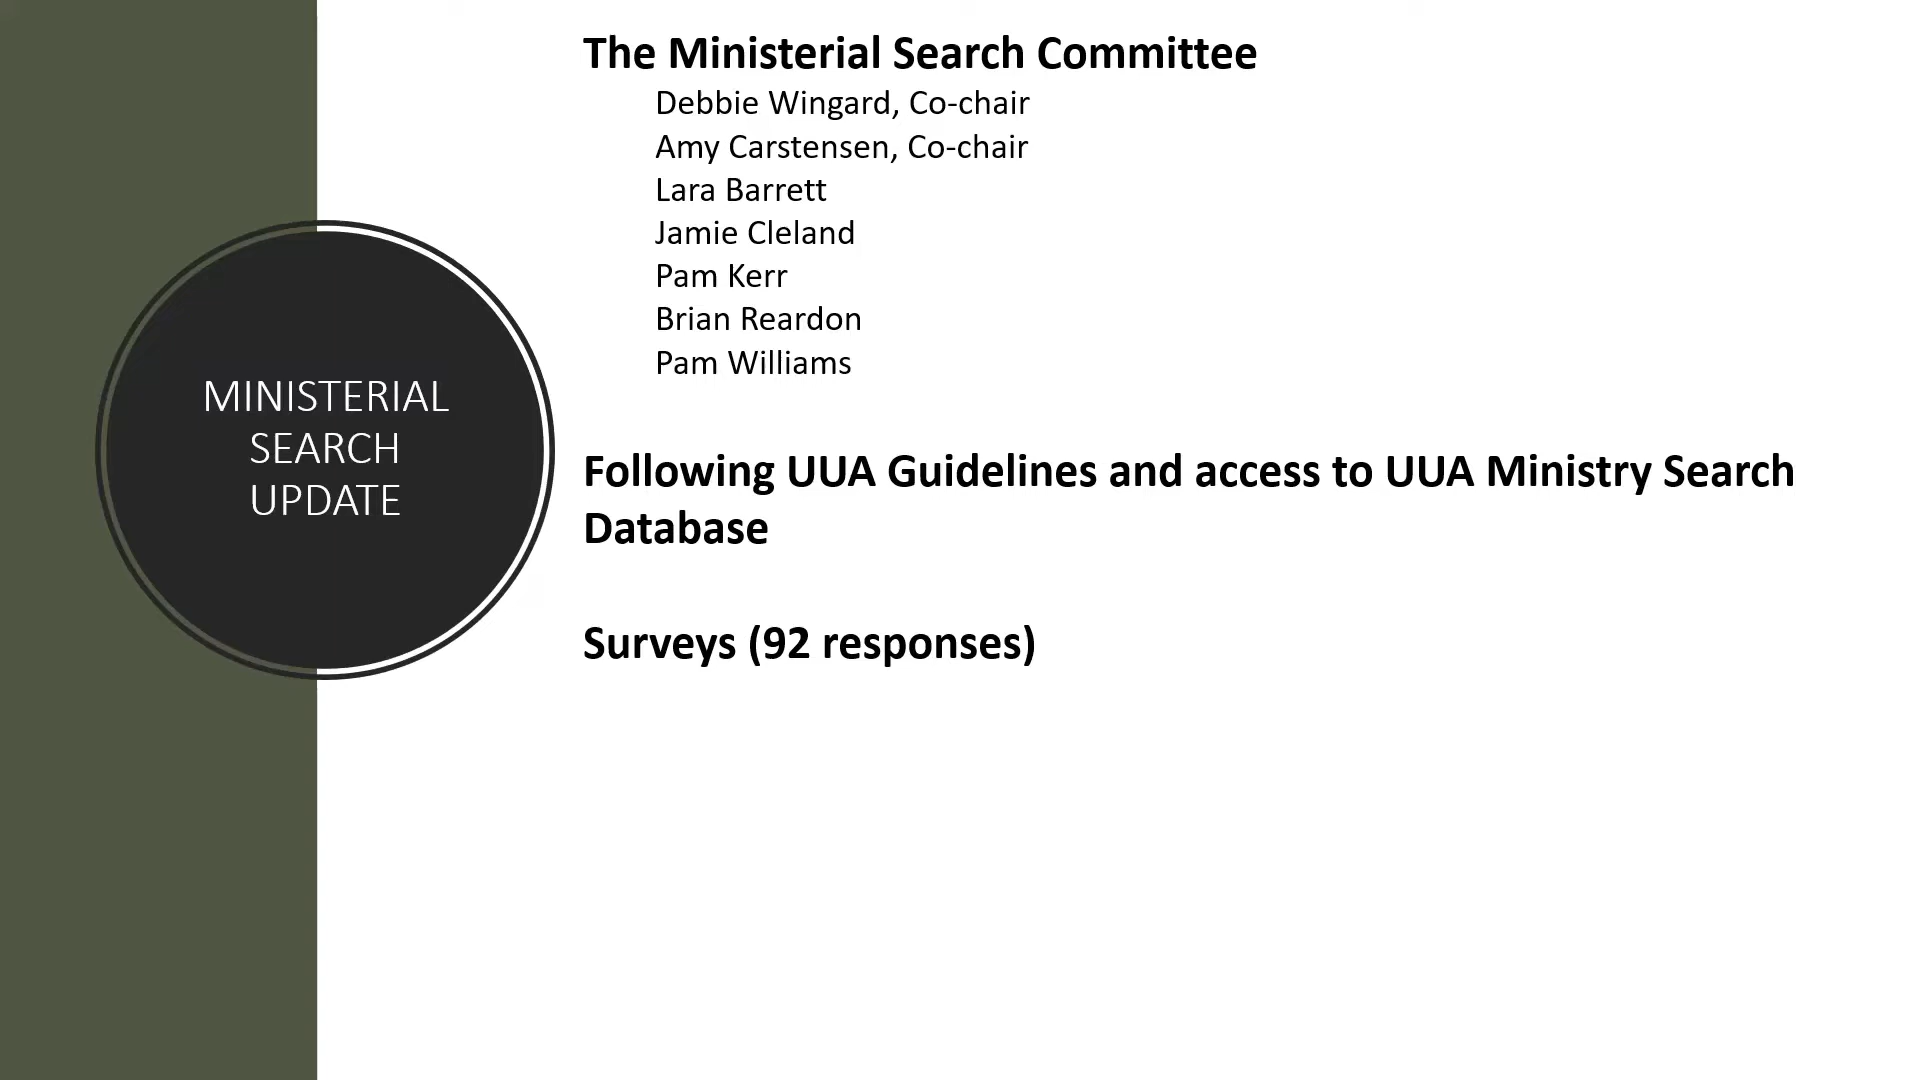 MINISTERIAL
SEARCH
UPDATE
The Ministerial Search Committee
Debbie Wingard, Co-chair
Amy Carstensen, Co-chair
Lara Barrett
Jamie Cleland
Pam Kerr
Brian Reardon
Pam Williams
Following UUA Guidelines and access to UUA Ministry Search
Database
Surveys (92 responses)